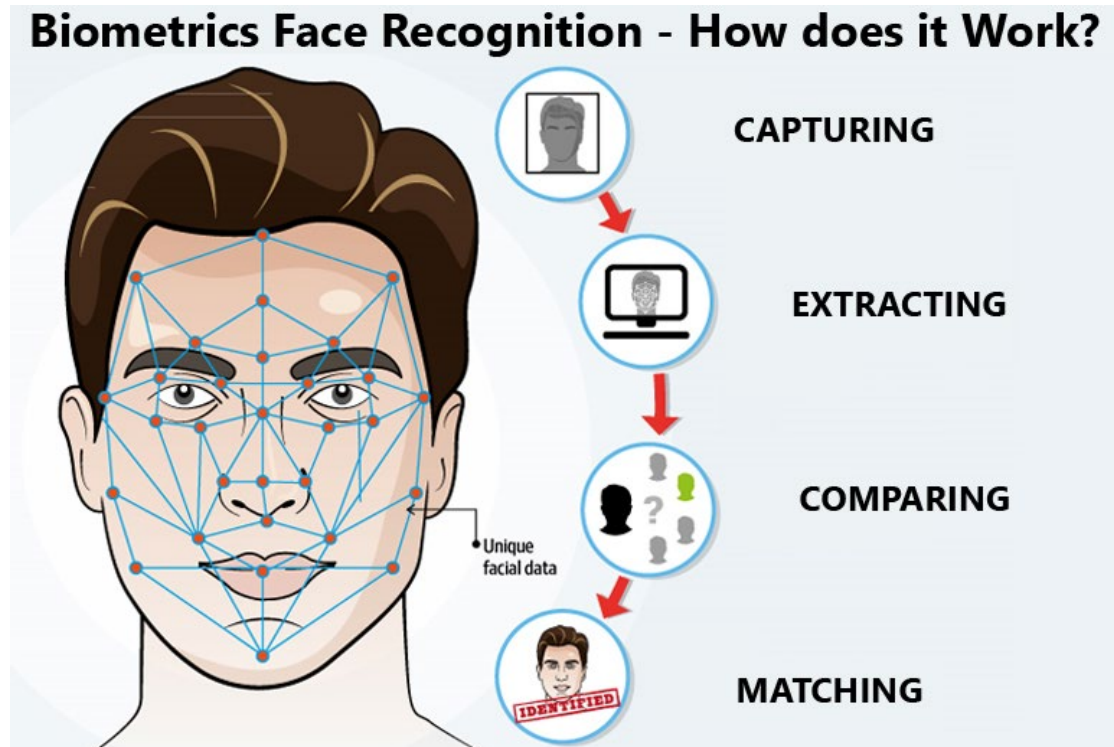 Biometrics Face Recognition - How does it Work?
CAPTURING
EXTRACTING
COMPARING
?
Unique
facial data
MATCHING
IDENTIFIED